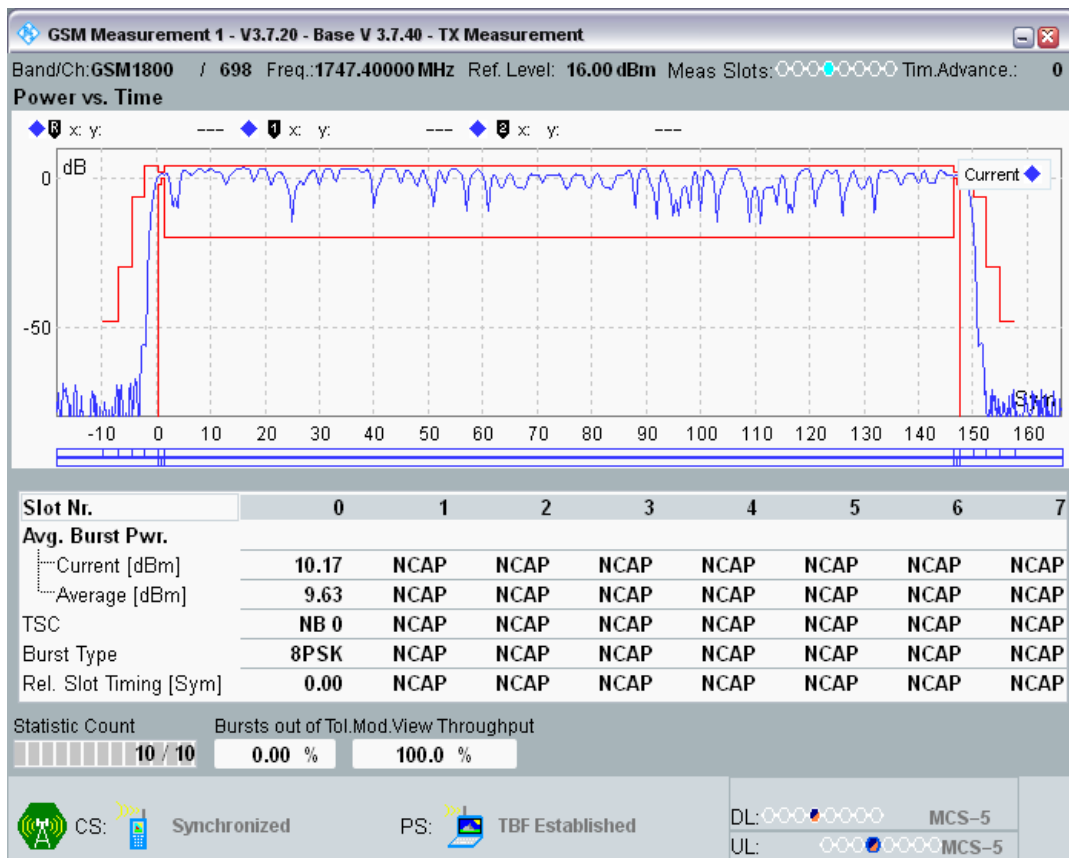 GSM Measurement 1 - V3.7.20 - Base V 3.7.40 - TX Measurement
Band/Ch:GSM1800 / 698 Freq.:1747.40000 MHz Ref. Level: 16.00 dBm Meas Slots: Tim.Advance.: 0
Power vs. Time
R x: y: --- 1 x: y: --- 2 x: y: ---
dB
Current
0
-50
Sym
-10 0 10 20 30 40 50 60 70 80 90 100 110 120 130 140 150 160
Slot Nr. 0 1 2 3 4 5 6 7
Avg. Burst Pwr.
Current [dBm] 10.17 NCAP NCAP NCAP NCAP NCAP NCAP NCAP
Average [dBm] 9.63 NCAP NCAP NCAP NCAP NCAP NCAP NCAP
TSC NB 0 NCAP NCAP NCAP NCAP NCAP NCAP NCAP
Burst Type 8PSK NCAP NCAP NCAP NCAP NCAP NCAP NCAP
Rel. Slot Timing [Sym] 0.00 NCAP NCAP NCAP NCAP NCAP NCAP NCAP
Statistic Count Bursts out of Tol.Mod.View Throughput
10 / 10 0.00 % 100.0 %
CS: Synchronized PS: TBF Established
DL: MCS-5
UL: MCS-5